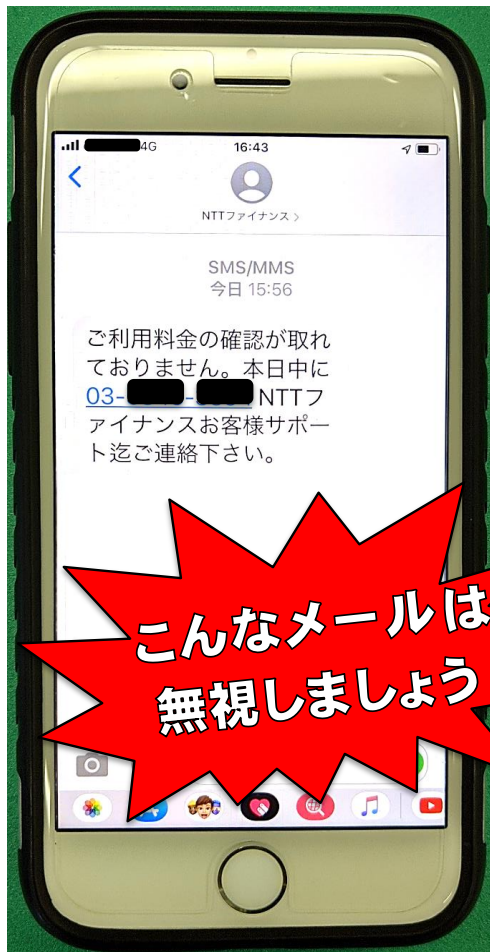 4G
16:43
NTTファイナンス >
SMS/MMS
今日 15:56
ご利用料金の確認が取れ
ておりません。本日中に
03-
NTTフ
ァイナンスお客様サポー
ト迄ご連絡下さい。
こんなメールは
無視しましょう